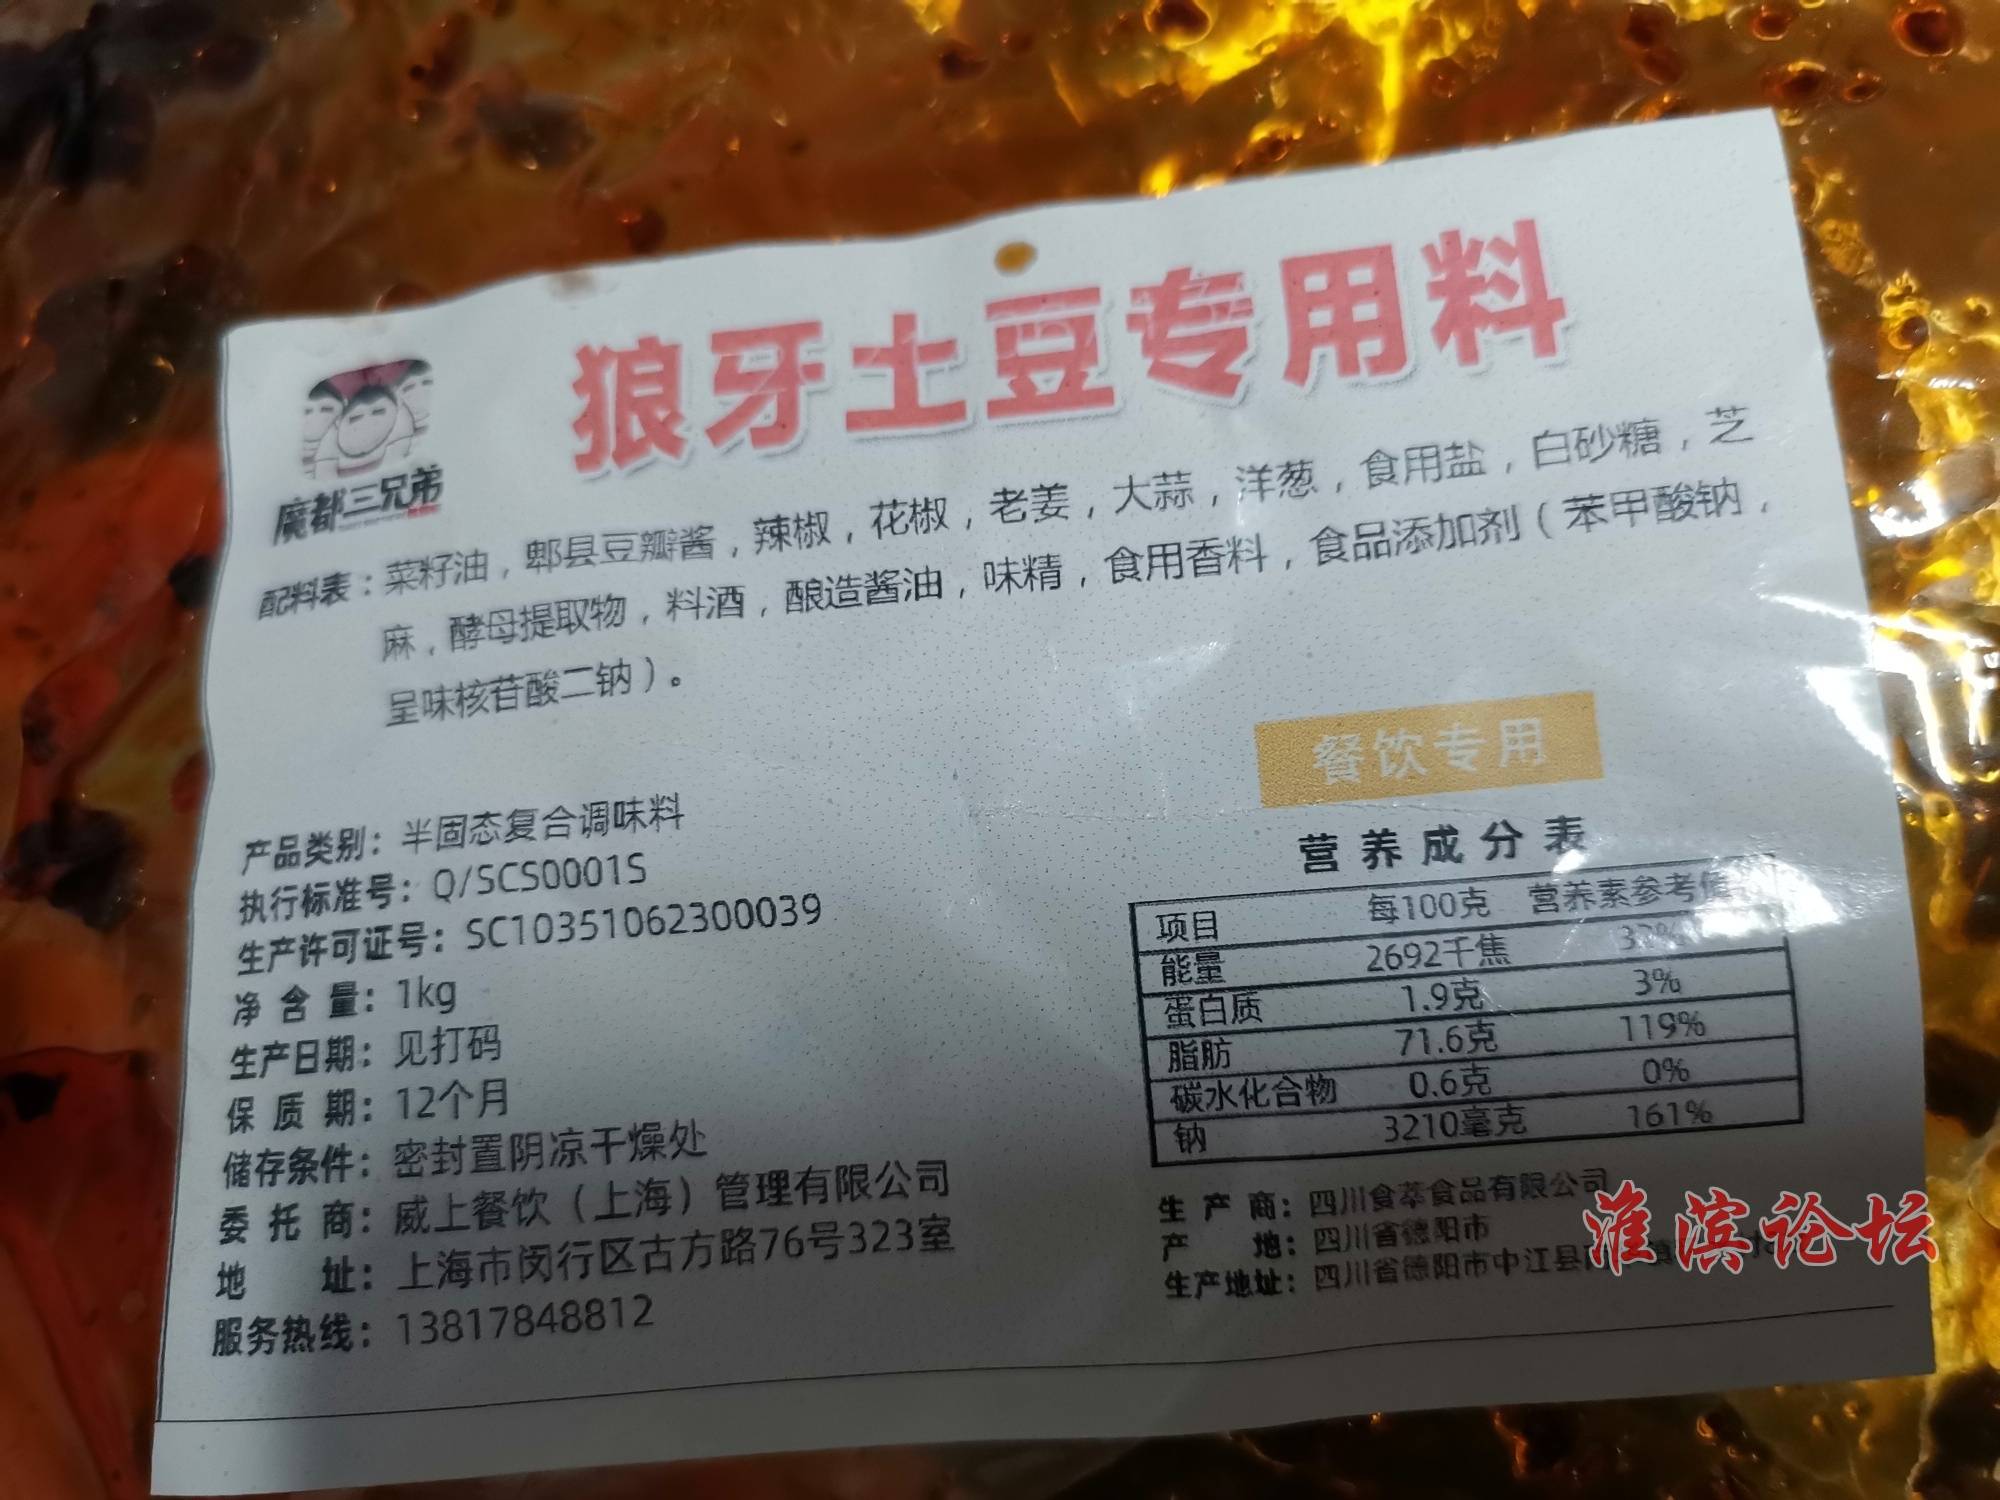 狼牙土豆专用料
魔都三兄弟
配料表：菜籽油，郫县豆瓣酱，辣椒，花椒，老姜，大蒜，洋葱，食用盐，白砂糖，芝
麻，酵母提取物，料酒，酿造酱油，味精，食用香料，食品添加剂（苯甲酸钠，
呈味核苷酸二钠）。
餐饮专用
产品类别：半固态复合调味料
执行标准号：Q/SCS0001S
生产许可证号：SC10351062300039
净含量：1kg
生产日期：见打码
保质期：12个月
储存条件：密封置阴凉干燥处
委托商：威上餐饮（上海）管理有限公司
地址：上海市闵行区古方路76号323室
服务热线：13817848812
营养成分表
项目 每100克 营养素参考值
能量 2692千焦
蛋白质 1.9克 3%
脂肪 71.6克 119%
碳水化合物 0.6克 0%
钠 3210毫克 161%
生产商：四川食萃食品有限公司
产地：四川省德阳市
生产地址：四川省德阳市中江县
淮滨论坛